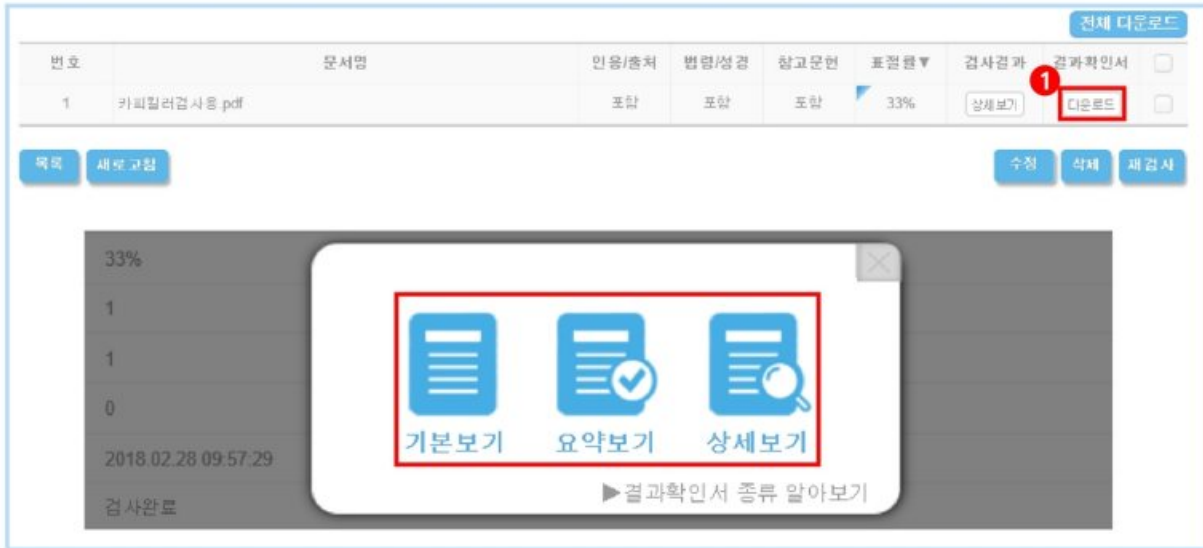 전체 다운로드
번호 문서명 인용/출처 법령/성경 참고문헌 표절률▼ 검사결과 결과확인서
1
1 카피킬러검사용.pdf 포함 포함 포함 33% 상세보기 다운로드
목록 새로고침 수정 삭제 재검사
33%
1
1
0
기본보기 요약보기 상세보기
2018.02.28 09:57:29
▶결과확인서 종류 알아보기
검사완료